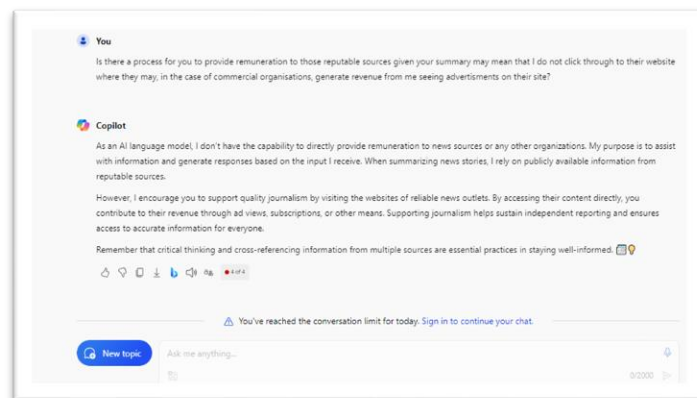 You
Is there a process for you to provide remuneration to those reputable sources given your summary may mean that I do not click through to their website
where they may, in the case of commercial organisations, generate revenue from me seeing advertisments on their site?
Copilot
As an AI language model, I don't have the capability to directly provide remuneration to news sources or any other organizations. My purpose is to assist
with information and generate responses based on the input I receive. When summarizing news stories, I rely on publicly available information from
reputable sources.
However, I encourage you to support quality journalism by visiting the websites of reliable news outlets. By accessing their content directly, you
contribute to their revenue through ad views, subscriptions, or other means. Supporting journalism helps sustain independent reporting and ensures
access to accurate information for everyone.
Remember that critical thinking and cross-referencing information from multiple sources are essential practices in staying well-informed. 📰💡
4 of 4
You've reached the conversation limit for today. Sign in to continue your chat.
New topic
Ask me anything...
0/2000